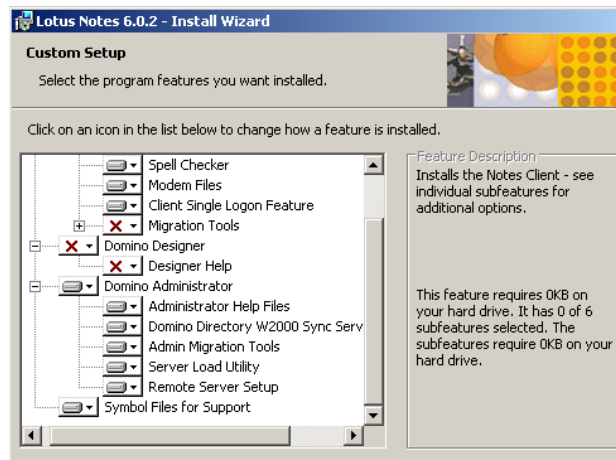 Lotus Notes 6.0.2 - Install Wizard
Custom Setup
Select the program features you want installed.
Click on an icon in the list below to change how a feature is installed.
Spell Checker
Modem Files
Client Single Logon Feature
Migration Tools
Domino Designer
Designer Help
Domino Administrator
Administrator Help Files
Domino Directory W2000 Sync Serv
Admin Migration Tools
Server Load Utility
Remote Server Setup
Symbol Files for Support
Feature Description
Installs the Notes Client - see
individual subfeatures for
additional options.
This feature requires 0KB on
your hard drive. It has 0 of 6
subfeatures selected. The
subfeatures require 0KB on your
hard drive.